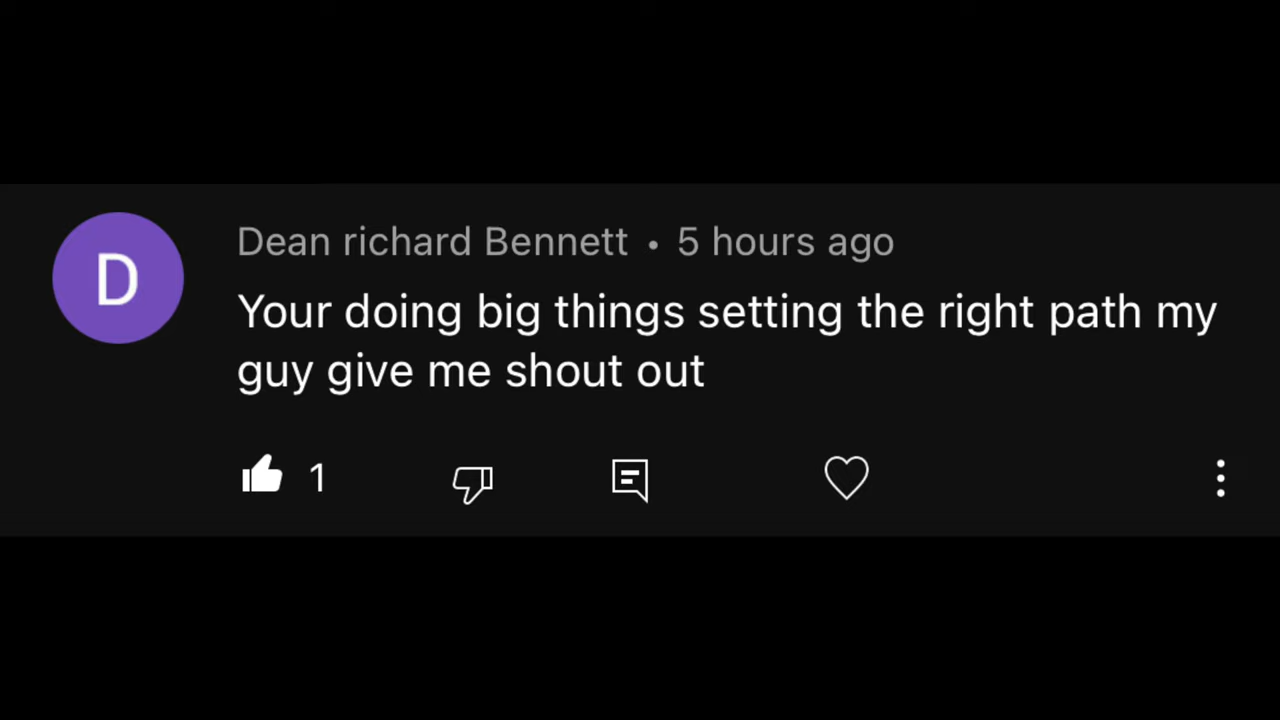 D
Dean richard Bennett • 5 hours ago
Your doing big things setting the right path my
guy give me shout out
1